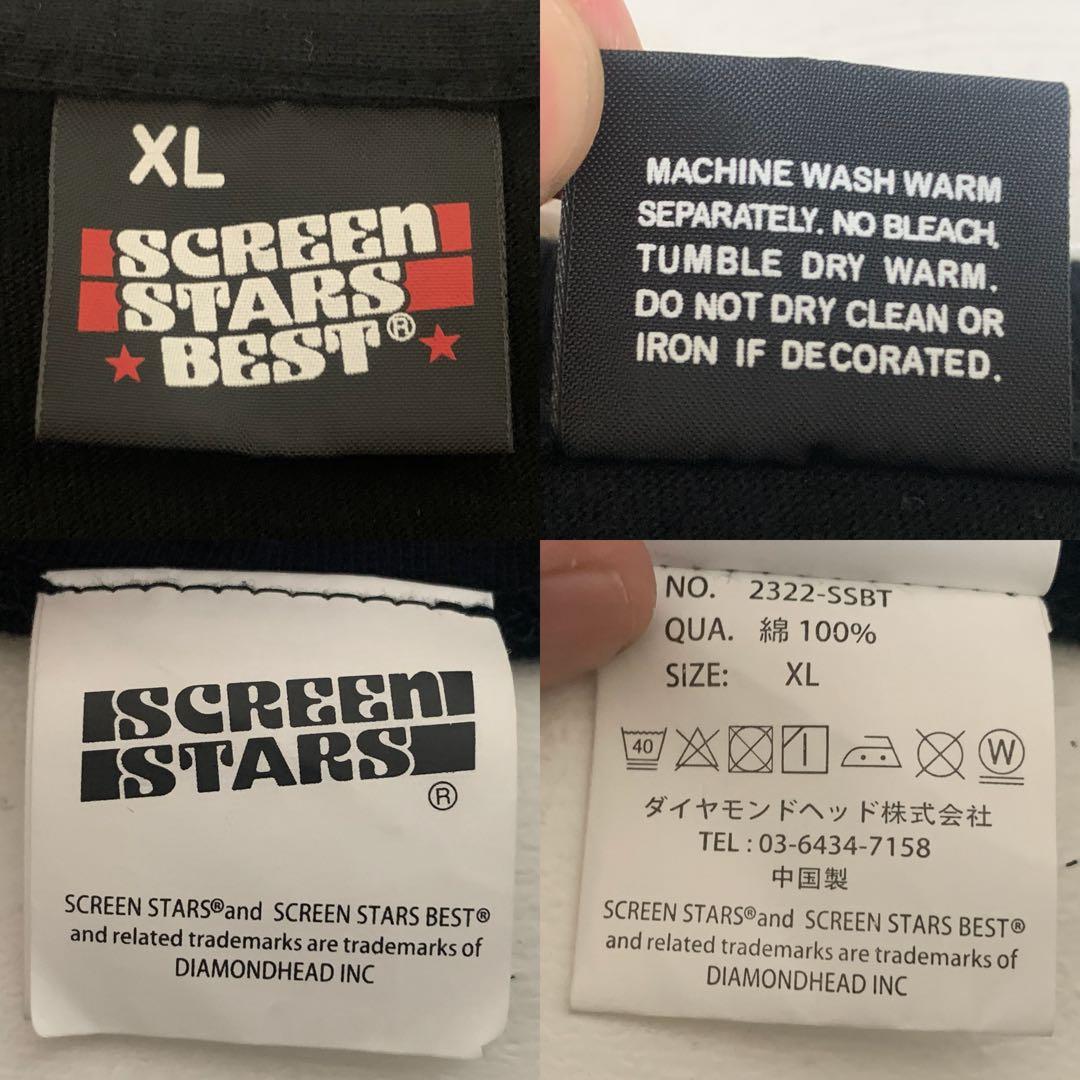 XL
SCREEN
STARS
BEST®
MACHINE WASH WARM
SEPARATELY. NO BLEACH,
TUMBLE DRY WARM.
DO NOT DRY CLEAN OR
IRON IF DECORATED.
SCREEN
STARS
®
SCREEN STARS®and SCREEN STARS BEST®
and related trademarks are trademarks of
DIAMONDHEAD INC
NO. 2322-SSBT
QUA. 綿 100%
SIZE: XL
40 W
ダイヤモンドヘッド株式会社
TEL : 03-6434-7158
中国製
SCREEN STARS®and SCREEN STARS BEST®
and related trademarks are trademarks of
DIAMONDHEAD INC